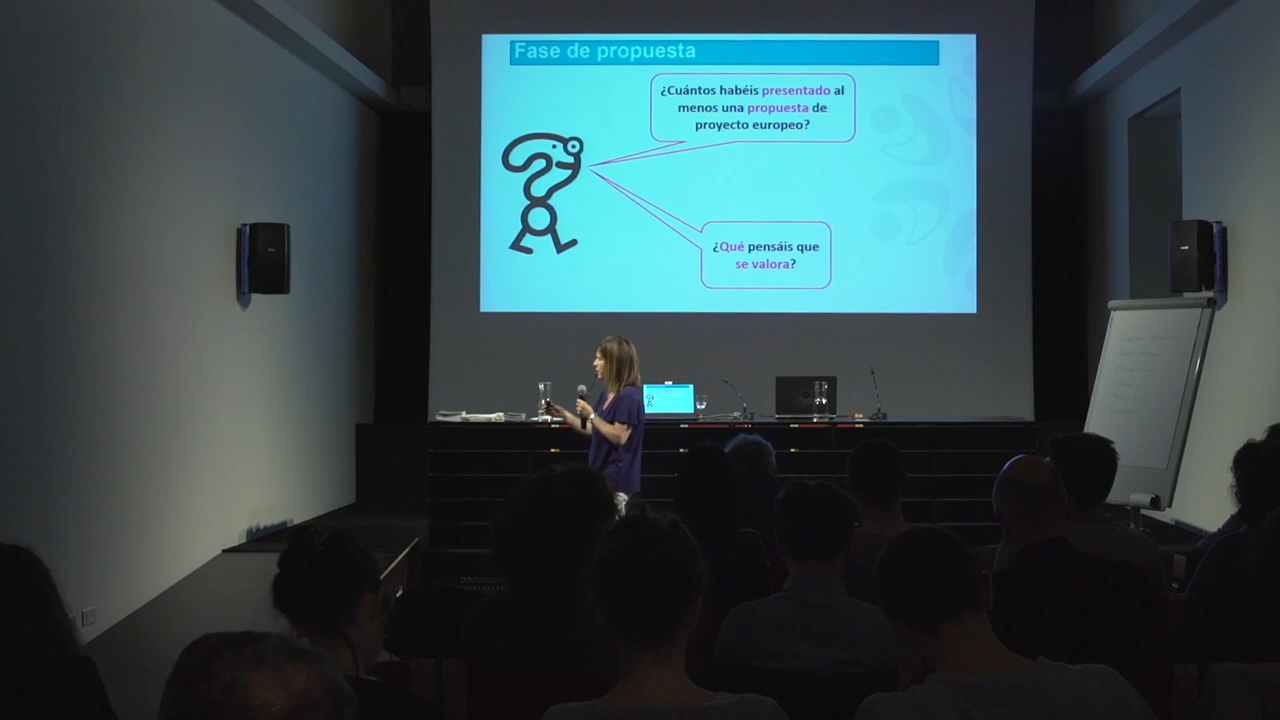 Fase de propuesta
¿Cuántos habéis presentado al
menos una propuesta de
proyecto europeo?
¿Qué pensáis que
se valora?